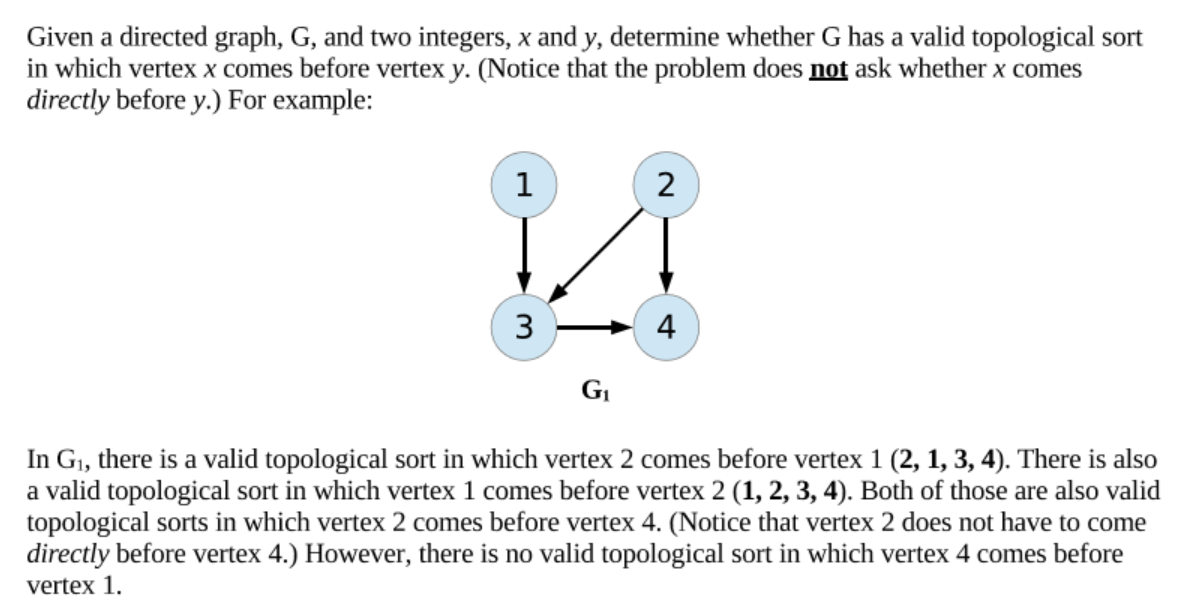 Given a directed graph, G, and two integers, x and y, determine whether G has a valid topological sort
in which vertex x comes before vertex y. (Notice that the problem does not ask whether x comes
directly before y.) For example:
1
2
3
4
G₁
In G₁, there is a valid topological sort in which vertex 2 comes before vertex 1 (2, 1, 3, 4). There is also
a valid topological sort in which vertex 1 comes before vertex 2 (1, 2, 3, 4). Both of those are also valid
topological sorts in which vertex 2 comes before vertex 4. (Notice that vertex 2 does not have to come
directly before vertex 4.) However, there is no valid topological sort in which vertex 4 comes before
vertex 1.